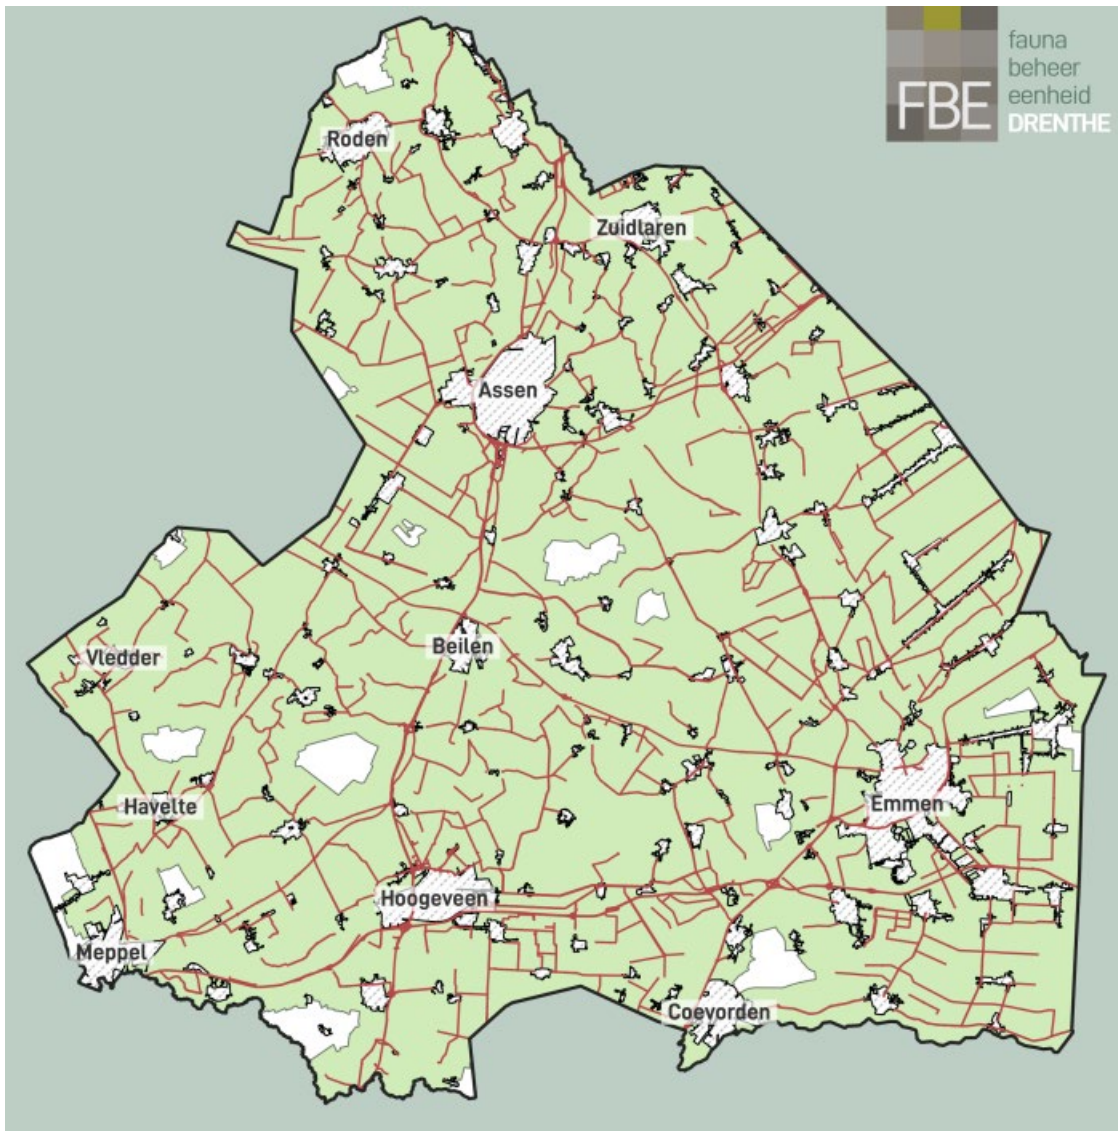 fauna
beheer
eenheid
FBE DRENTHE
Roden
Zuidlaren
Assen
Beilen
Vledder
Havelte
Emmen
Hoogeveen
Meppel
Coevorden